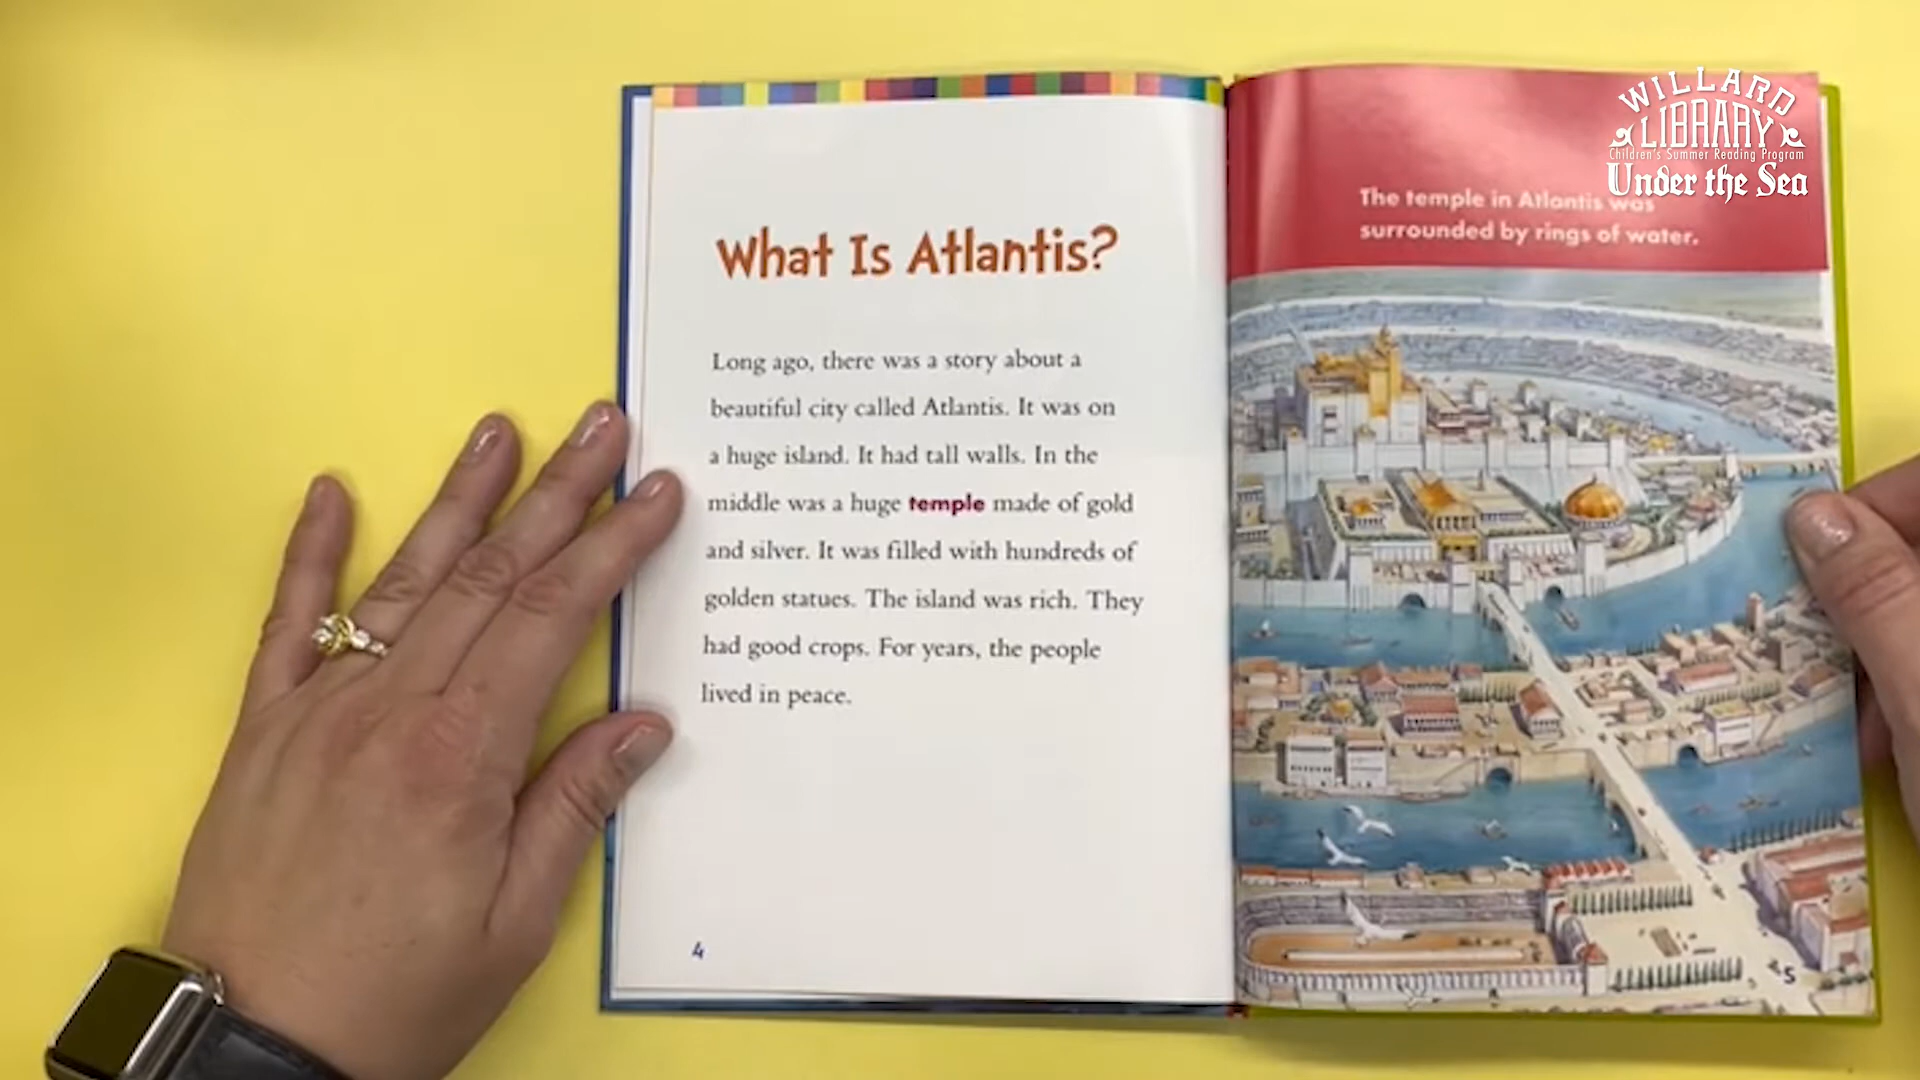 What Is Atlantis?
Long ago, there was a story about a
beautiful city called Atlantis. It was on
a huge island. It had tall walls. In the
middle was a huge temple made of gold
and silver. It was filled with hundreds of
golden statues. The island was rich. They
had good crops. For years, the people
lived in peace.
4
WILLARD
LIBRARY
Children's Summer Reading Program
Under the Sea
The temple in Atlantis was
surrounded by rings of water.
5